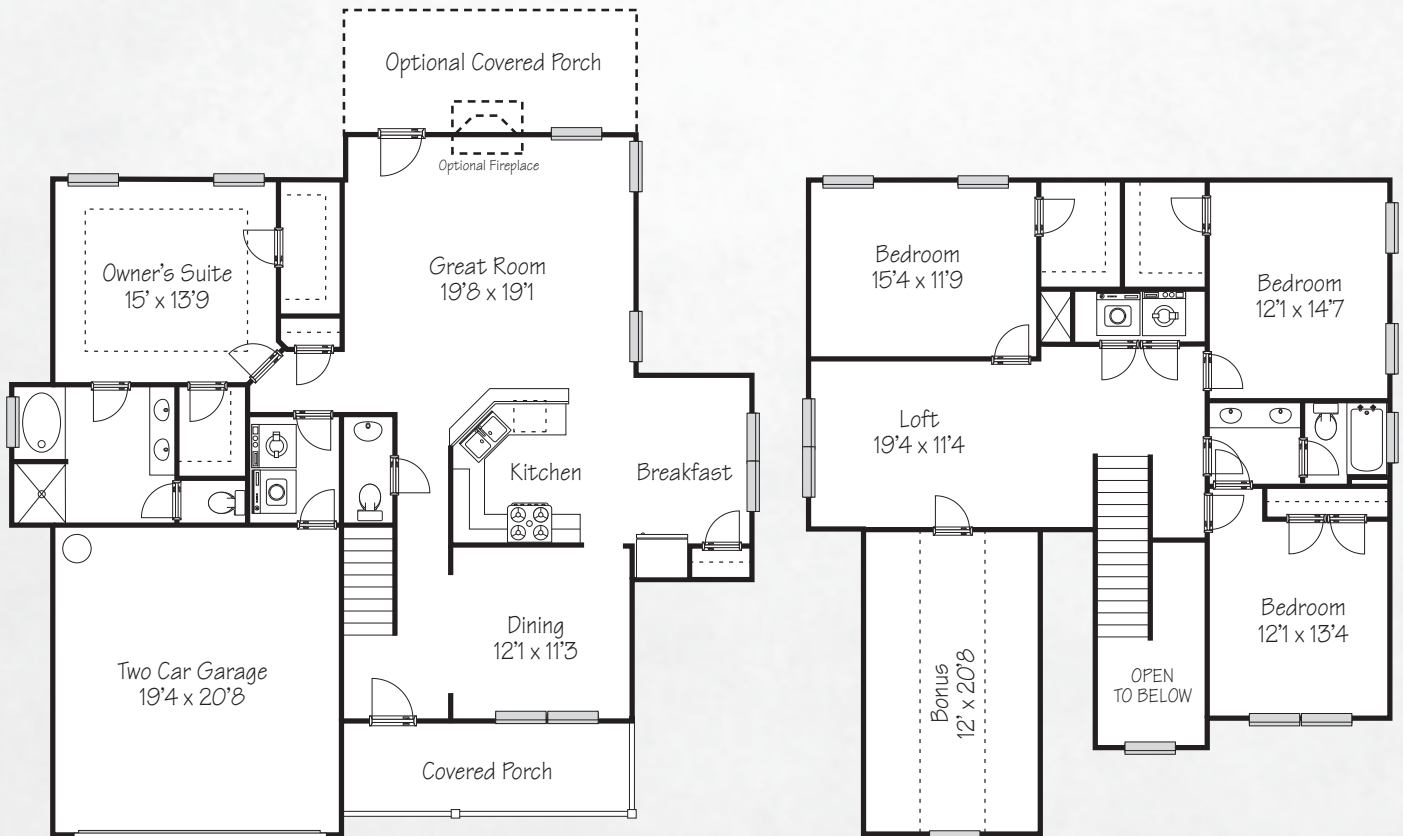 Optional Covered Porch
Optional Fireplace
Owner's Suite
15' x 13'9
Great Room
19'8 x 19'1
Kitchen
Breakfast
Dining
12'1 x 11'3
Two Car Garage
19'4 x 20'8
Covered Porch
Bedroom
15'4 x 11'9
Bedroom
12'1 x 14'7
Loft
19'4 x 11'4
Bedroom
12'1 x 13'4
OPEN
TO BELOW
Bonus
12' x 20'8